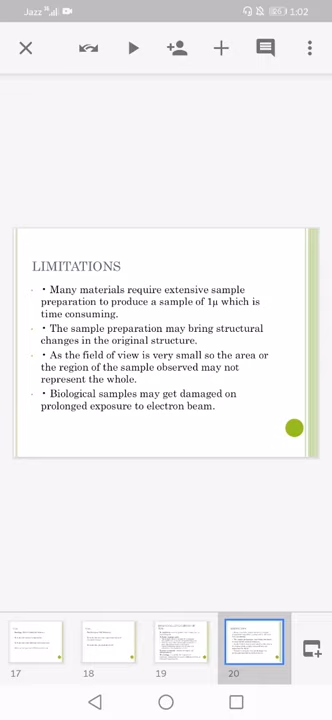 Jazz 1:02
LIMITATIONS
• Many materials require extensive sample
preparation to produce a sample of 1μ which is
time consuming.
• The sample preparation may bring structural
changes in the original structure.
• As the field of view is very small so the area or
the region of the sample observed may not
represent the whole.
• Biological samples may get damaged on
prolonged exposure to electron beam.
17 18 19 20